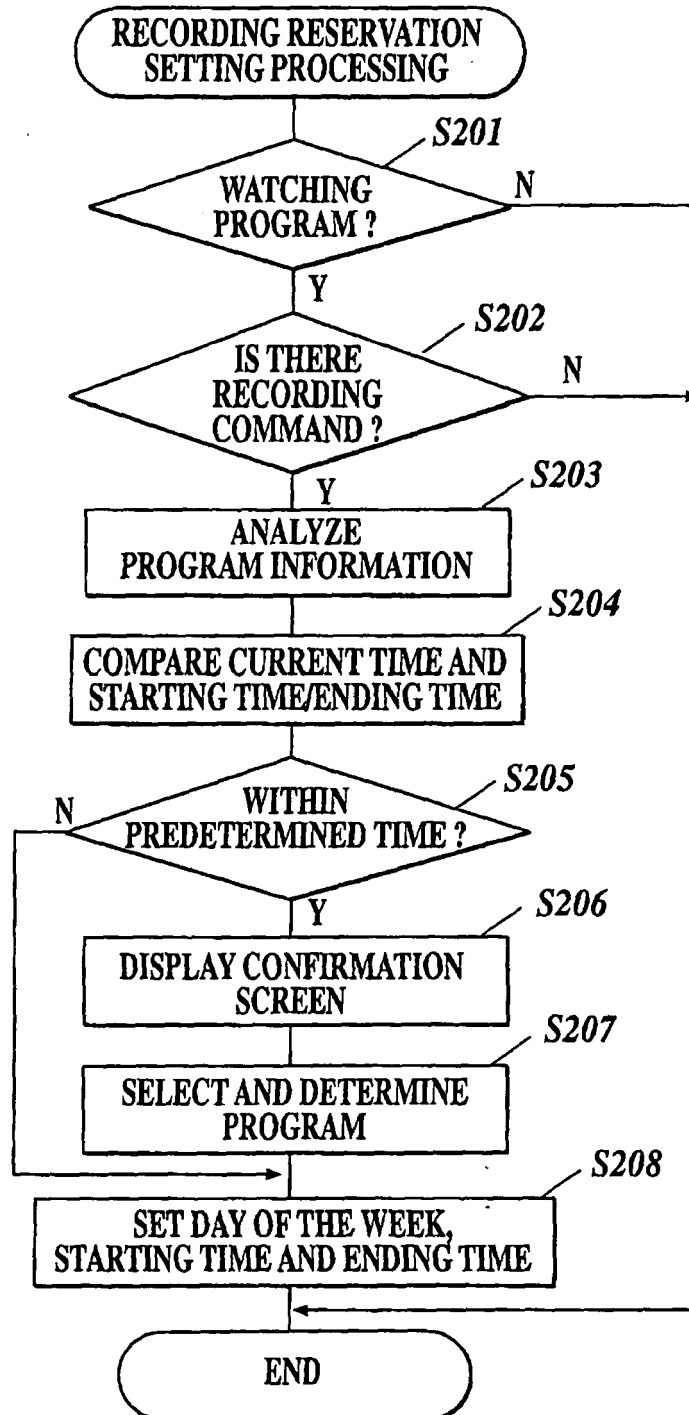 RECORDING RESERVATION
SETTING PROCESSING
S201
WATCHING
PROGRAM ?
N
Y
S202
IS THERE
RECORDING
COMMAND ?
N
Y
S203
ANALYZE
PROGRAM INFORMATION
S204
COMPARE CURRENT TIME AND
STARTING TIME/ENDING TIME
S205
WITHIN
PREDETERMINED TIME ?
N
Y
S206
DISPLAY CONFIRMATION
SCREEN
S207
SELECT AND DETERMINE
PROGRAM
S208
SET DAY OF THE WEEK,
STARTING TIME AND ENDING TIME
END